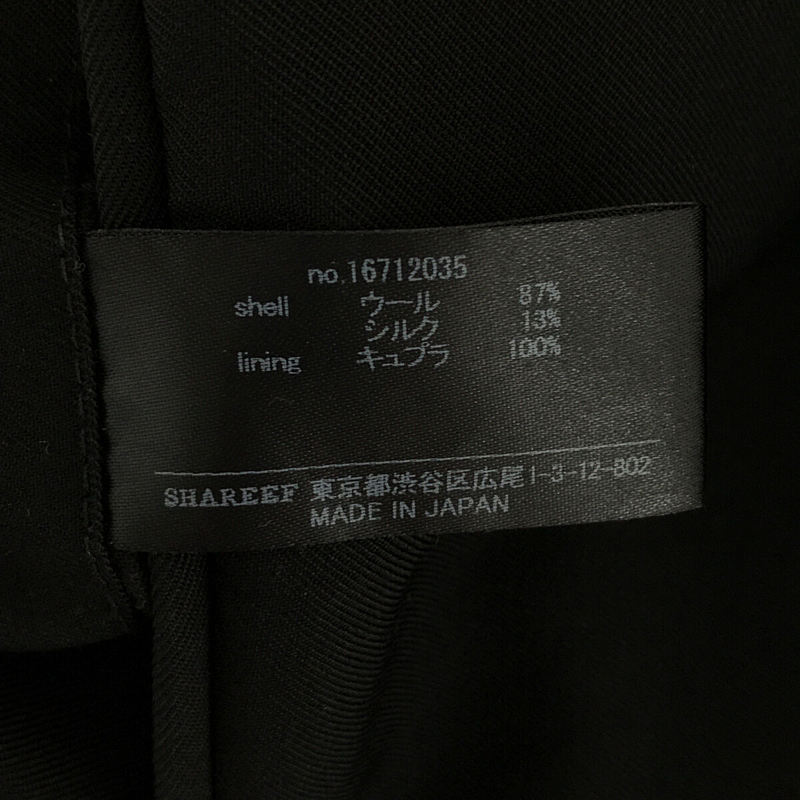 no.16712035
shell ウール 87%
シルク 13%
lining キュプラ 100%
SHAREEF 東京都渋谷区広尾1-3-12-802
MADE IN JAPAN